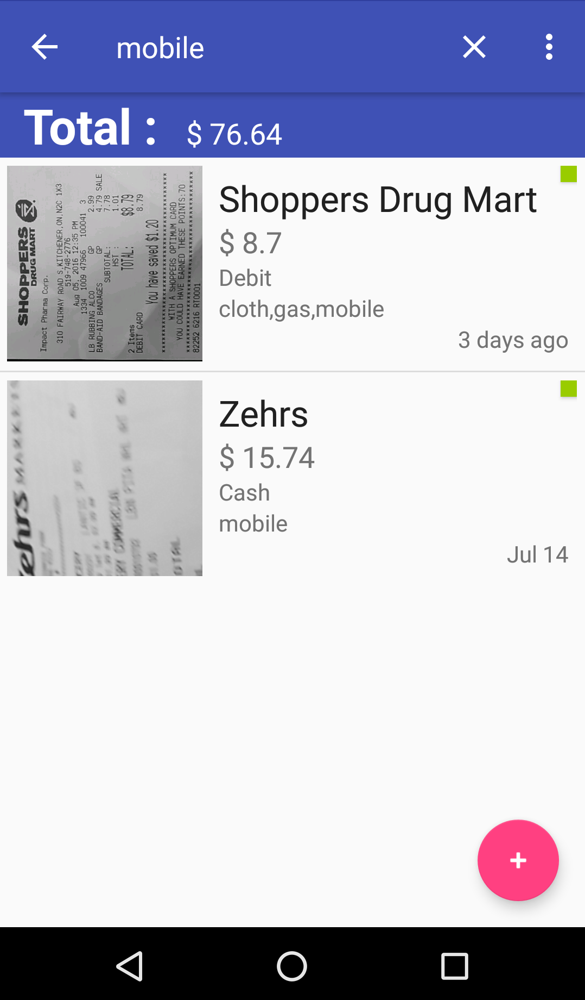 mobile
Total : $ 76.64
SHOPPERS
DRUG MART
Impact Pharma Corp.
310 FAIRWAY ROAD S,KITCHENER,ON,N2C 1X3
519-748-2776
Aug 05, 2016 12:35 PM
1334 1009 47966 100041 3
LB RUBBING ALCO GP 2.99
BAND-AID BANDAGES GP 4.79 SALE
SUBTOTAL: 7.78
HST : 1.01
TOTAL: $8.79
2 Items
DEBIT CARD 8.79
You have saved $1.20
WITH A SHOPPERS OPTIMUM CARD
YOU COULD HAVE EARNED THESE POINTS:70
82252 6216 RT0001
Shoppers Drug Mart
$ 8.7
Debit
cloth,gas,mobile
3 days ago
Zehrs
$ 15.74
Cash
mobile
Jul 14